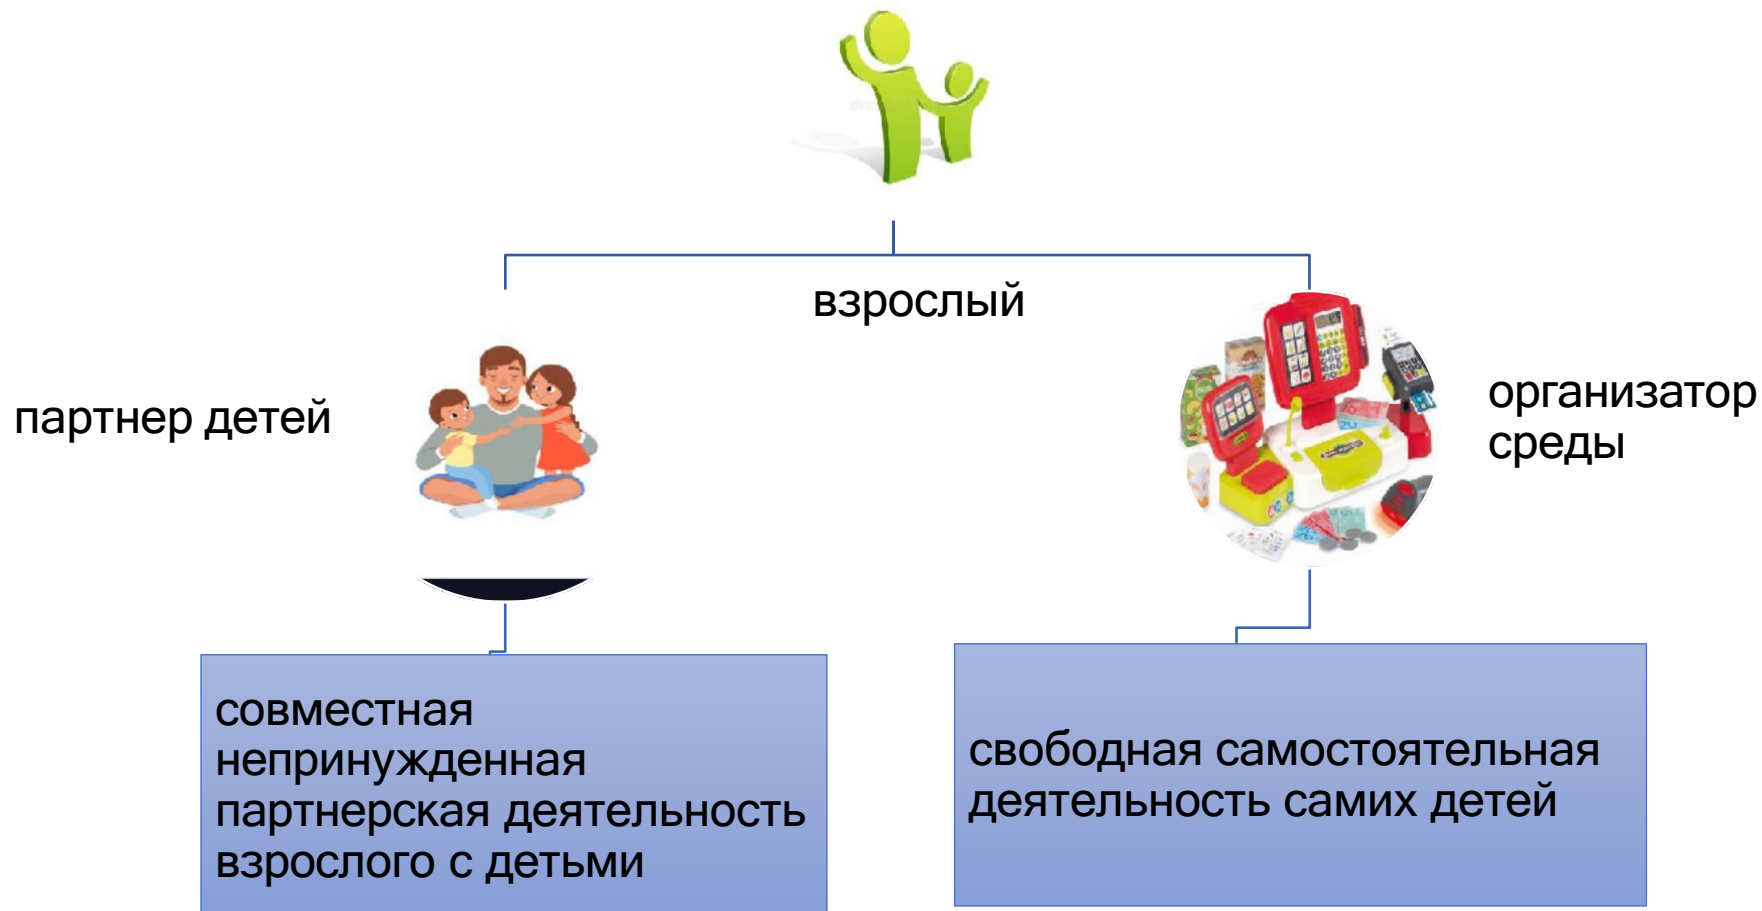 взрослый
партнер детей
организатор
среды
совместная
непринужденная
партнерская деятельность
взрослого с детьми
свободная самостоятельная
деятельность самих детей